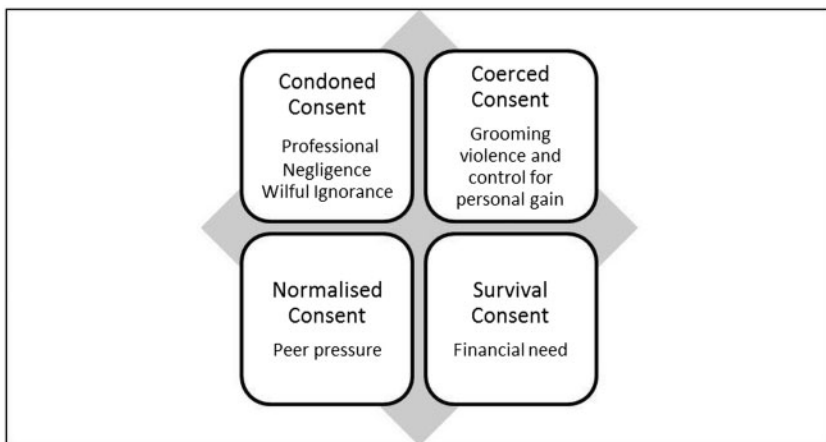 Condoned
Consent
Professional
Negligence
Wilful Ignorance
Coerced
Consent
Grooming
violence and
control for
personal gain
Normalised
Consent
Peer pressure
Survival
Consent
Financial need